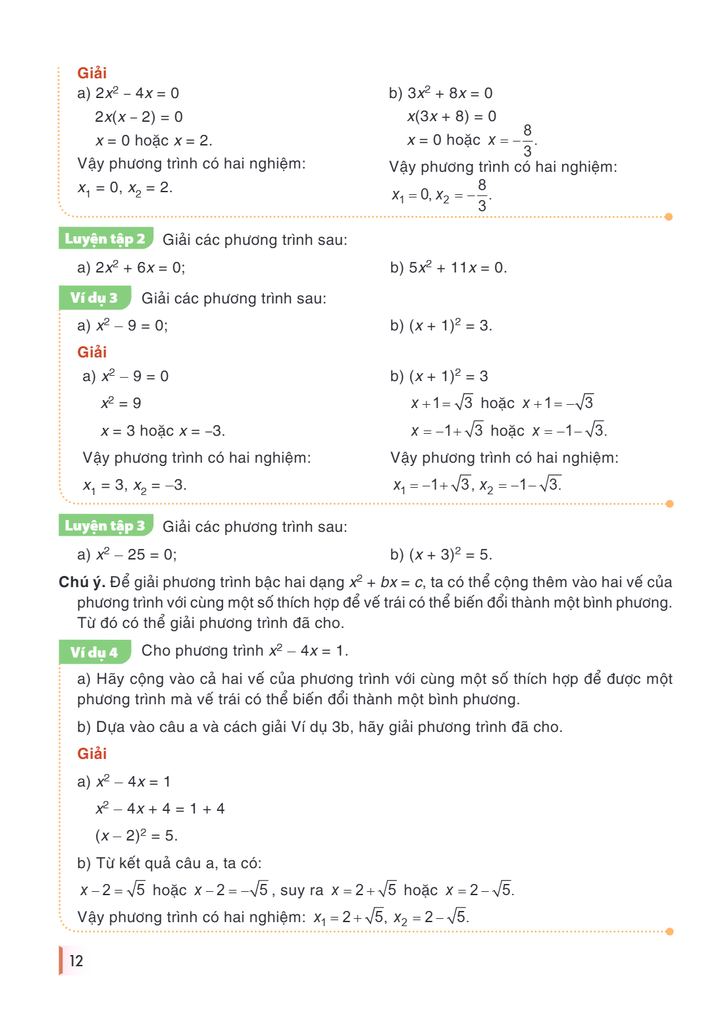 Giải
a) 2x² – 4x = 0
2x(x – 2) = 0
x = 0 hoặc x = 2.
Vậy phương trình có hai nghiệm:
x₁ = 0, x₂ = 2.
b) 3x² + 8x = 0
x(3x + 8) = 0
x = 0 hoặc x = −8/3.
Vậy phương trình có hai nghiệm:
x₁ = 0, x₂ = −8/3.
Luyện tập 2 Giải các phương trình sau:
a) 2x² + 6x = 0; b) 5x² + 11x = 0.
Ví dụ 3 Giải các phương trình sau:
a) x² – 9 = 0; b) (x + 1)² = 3.
Giải
a) x² – 9 = 0
x² = 9
x = 3 hoặc x = –3.
Vậy phương trình có hai nghiệm:
x₁ = 3, x₂ = –3.
b) (x + 1)² = 3
x + 1 = √3 hoặc x + 1 = −√3
x = −1 + √3 hoặc x = −1 − √3.
Vậy phương trình có hai nghiệm:
x₁ = −1 + √3, x₂ = −1 − √3.
Luyện tập 3 Giải các phương trình sau:
a) x² – 25 = 0; b) (x + 3)² = 5.
Chú ý. Để giải phương trình bậc hai dạng x² + bx = c, ta có thể cộng thêm vào hai vế của
phương trình với cùng một số thích hợp để vế trái có thể biến đổi thành một bình phương.
Từ đó có thể giải phương trình đã cho.
Ví dụ 4 Cho phương trình x² – 4x = 1.
a) Hãy cộng vào cả hai vế của phương trình với cùng một số thích hợp để được một
phương trình mà vế trái có thể biến đổi thành một bình phương.
b) Dựa vào câu a và cách giải Ví dụ 3b, hãy giải phương trình đã cho.
Giải
a) x² – 4x = 1
x² – 4x + 4 = 1 + 4
(x – 2)² = 5.
b) Từ kết quả câu a, ta có:
x − 2 = √5 hoặc x − 2 = −√5, suy ra x = 2 + √5 hoặc x = 2 − √5.
Vậy phương trình có hai nghiệm: x₁ = 2 + √5, x₂ = 2 − √5.
12